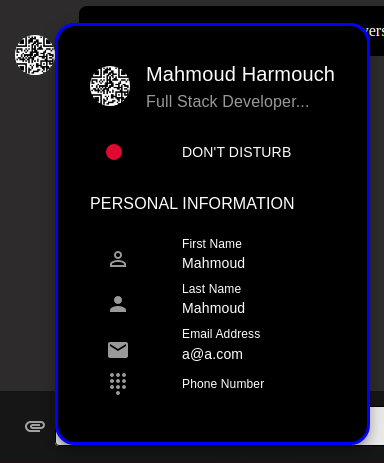 Mahmoud Harmouch
Full Stack Developer...
DON'T DISTURB
PERSONAL INFORMATION
First Name
Mahmoud
Last Name
Mahmoud
Email Address
a@a.com
Phone Number